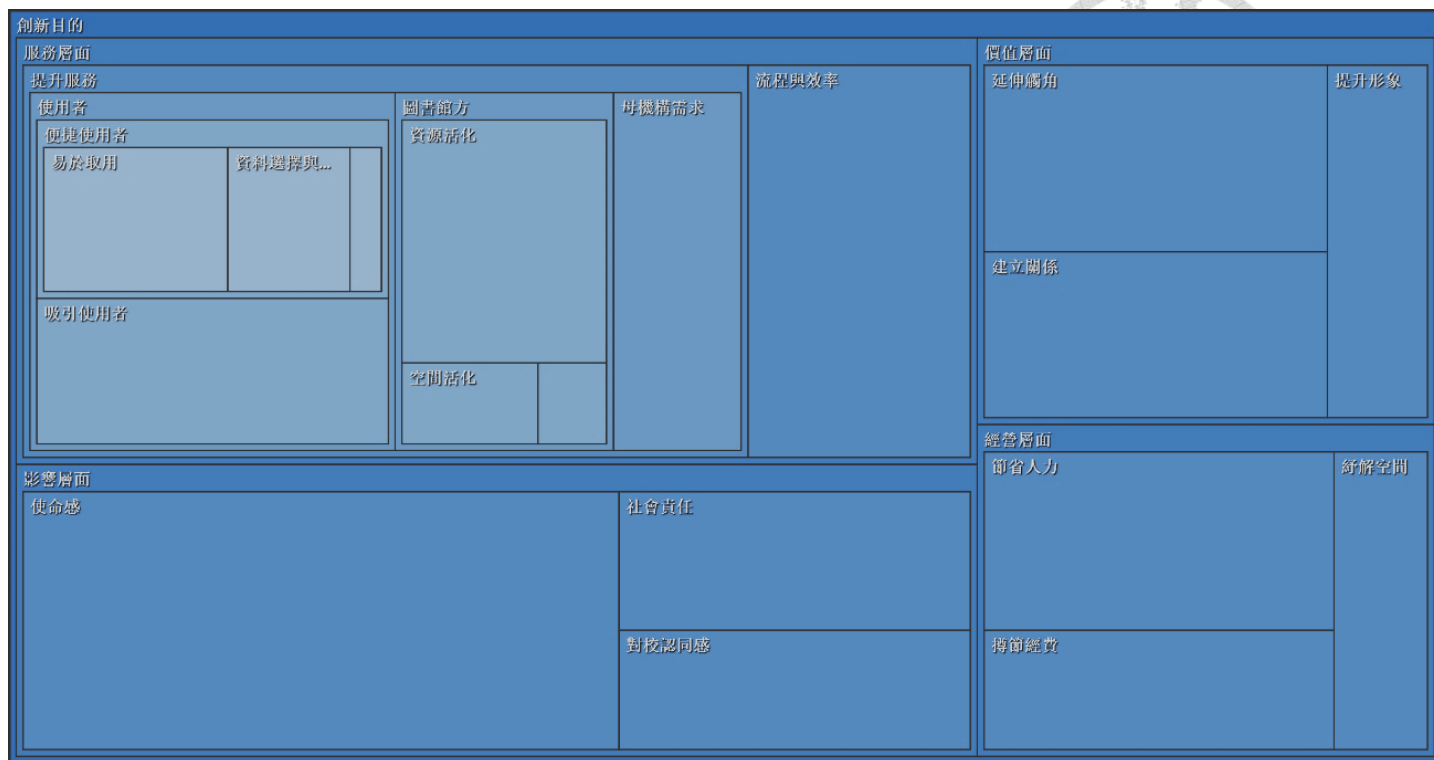 創新目的
服務層面
提升服務
使用者
便捷使用者
易於取用
資料選擇與...
吸引使用者
圖書館方
資源活化
空間活化
母機構需求
流程與效率
影響層面
使命感
社會責任
對校認同感
價值層面
延伸觸角
提升形象
建立關係
經營層面
節省人力
紓解空間
撙節經費